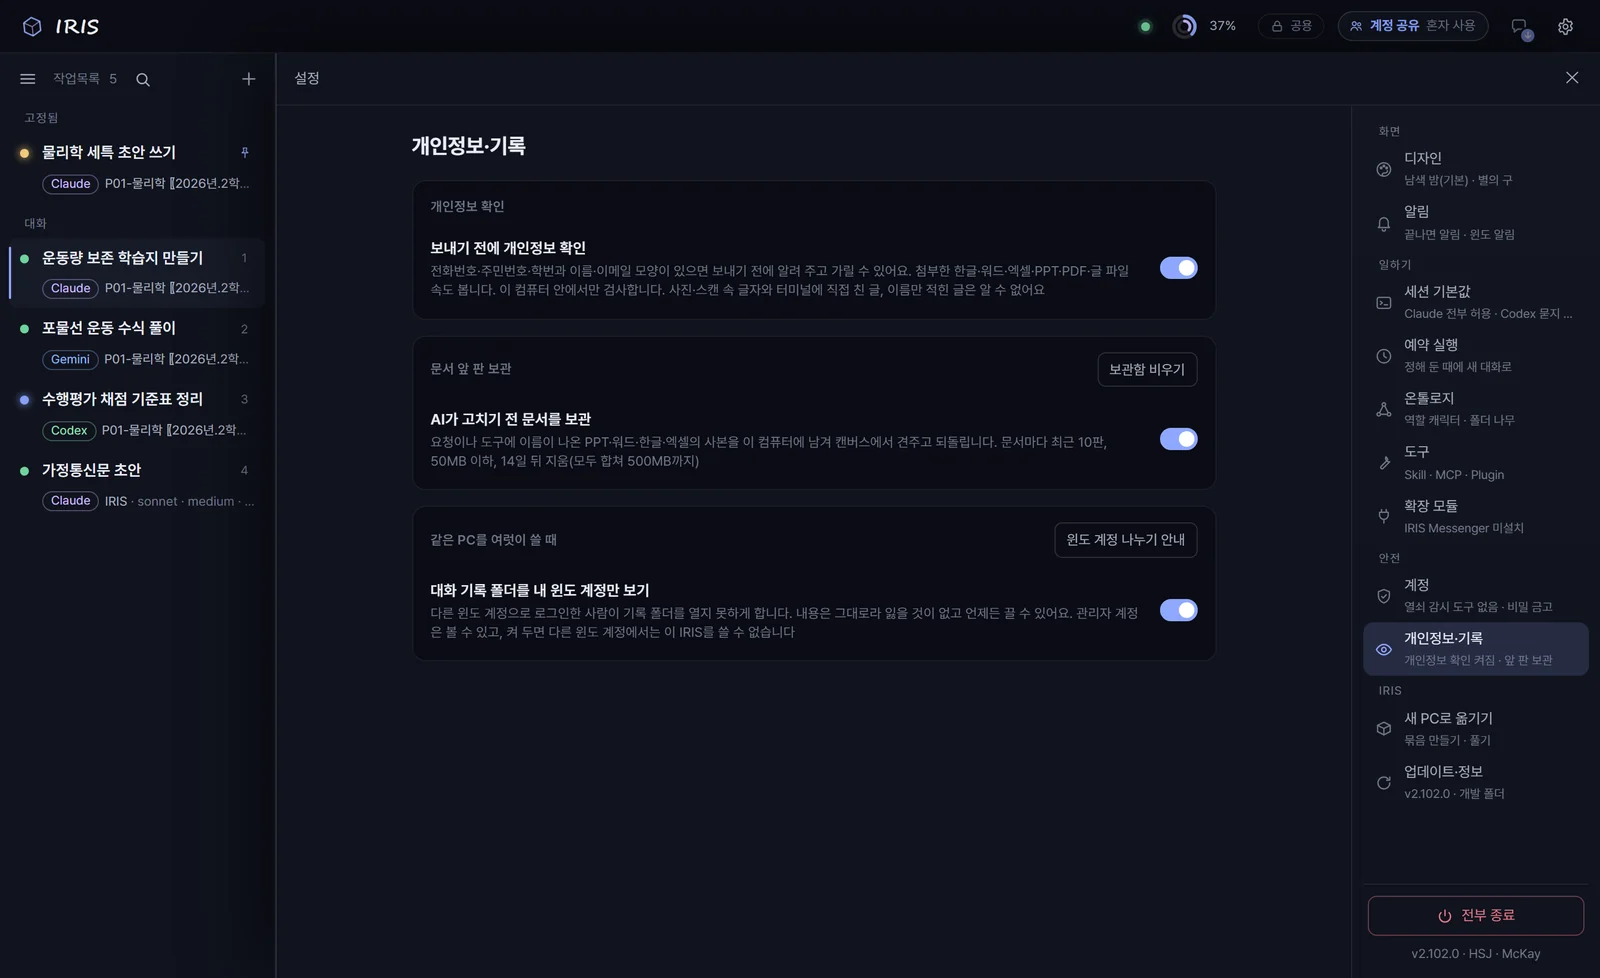 IRIS
37%
공용
계정 공유 혼자 사용
작업목록 5
설정
고정됨
물리학 세특 초안 쓰기
Claude P01-물리학 〖2026년.2학...
대화
운동량 보존 학습지 만들기 1
Claude P01-물리학 〖2026년.2학...
포물선 운동 수식 풀이 2
Gemini P01-물리학 〖2026년.2학...
수행평가 채점 기준표 정리 3
Codex P01-물리학 〖2026년.2학...
가정통신문 초안 4
Claude IRIS · sonnet · medium · ...
개인정보·기록
개인정보 확인
보내기 전에 개인정보 확인
전화번호·주민번호·학번과 이름·이메일 모양이 있으면 보내기 전에 알려 주고 가릴 수 있어요. 첨부한 한글·워드·엑셀·PPT·PDF·글 파일
속도 봅니다. 이 컴퓨터 안에서만 검사합니다. 사진·스캔 속 글자와 터미널에 직접 친 글, 이름만 적힌 글은 알 수 없어요
문서 앞 판 보관
보관함 비우기
AI가 고치기 전 문서를 보관
요청이나 도구에 이름이 나온 PPT·워드·한글·엑셀의 사본을 이 컴퓨터에 남겨 캔버스에서 견주고 되돌립니다. 문서마다 최근 10판,
50MB 이하, 14일 뒤 지움(모두 합쳐 500MB까지)
같은 PC를 여럿이 쓸 때
윈도 계정 나누기 안내
대화 기록 폴더를 내 윈도 계정만 보기
다른 윈도 계정으로 로그인한 사람이 기록 폴더를 열지 못하게 합니다. 내용은 그대로라 잃을 것이 없고 언제든 끌 수 있어요. 관리자 계정
은 볼 수 있고, 켜 두면 다른 윈도 계정에서는 이 IRIS를 쓸 수 없습니다
화면
디자인
남색 밤(기본) · 별의 구
알림
끝나면 알림 · 윈도 알림
일하기
세션 기본값
Claude 전부 허용 · Codex 묻지 ...
예약 실행
정해 둔 때에 새 대화로
온톨로지
역할 캐릭터 · 폴더 나무
도구
Skill · MCP · Plugin
확장 모듈
IRIS Messenger 미설치
안전
계정
열쇠 감시 도구 없음 · 비밀 금고
개인정보·기록
개인정보 확인 켜짐 · 앞 판 보관
IRIS
새 PC로 옮기기
묶음 만들기 · 풀기
업데이트·정보
v2.102.0 · 개발 폴더
전부 종료
v2.102.0 · HSJ · McKay